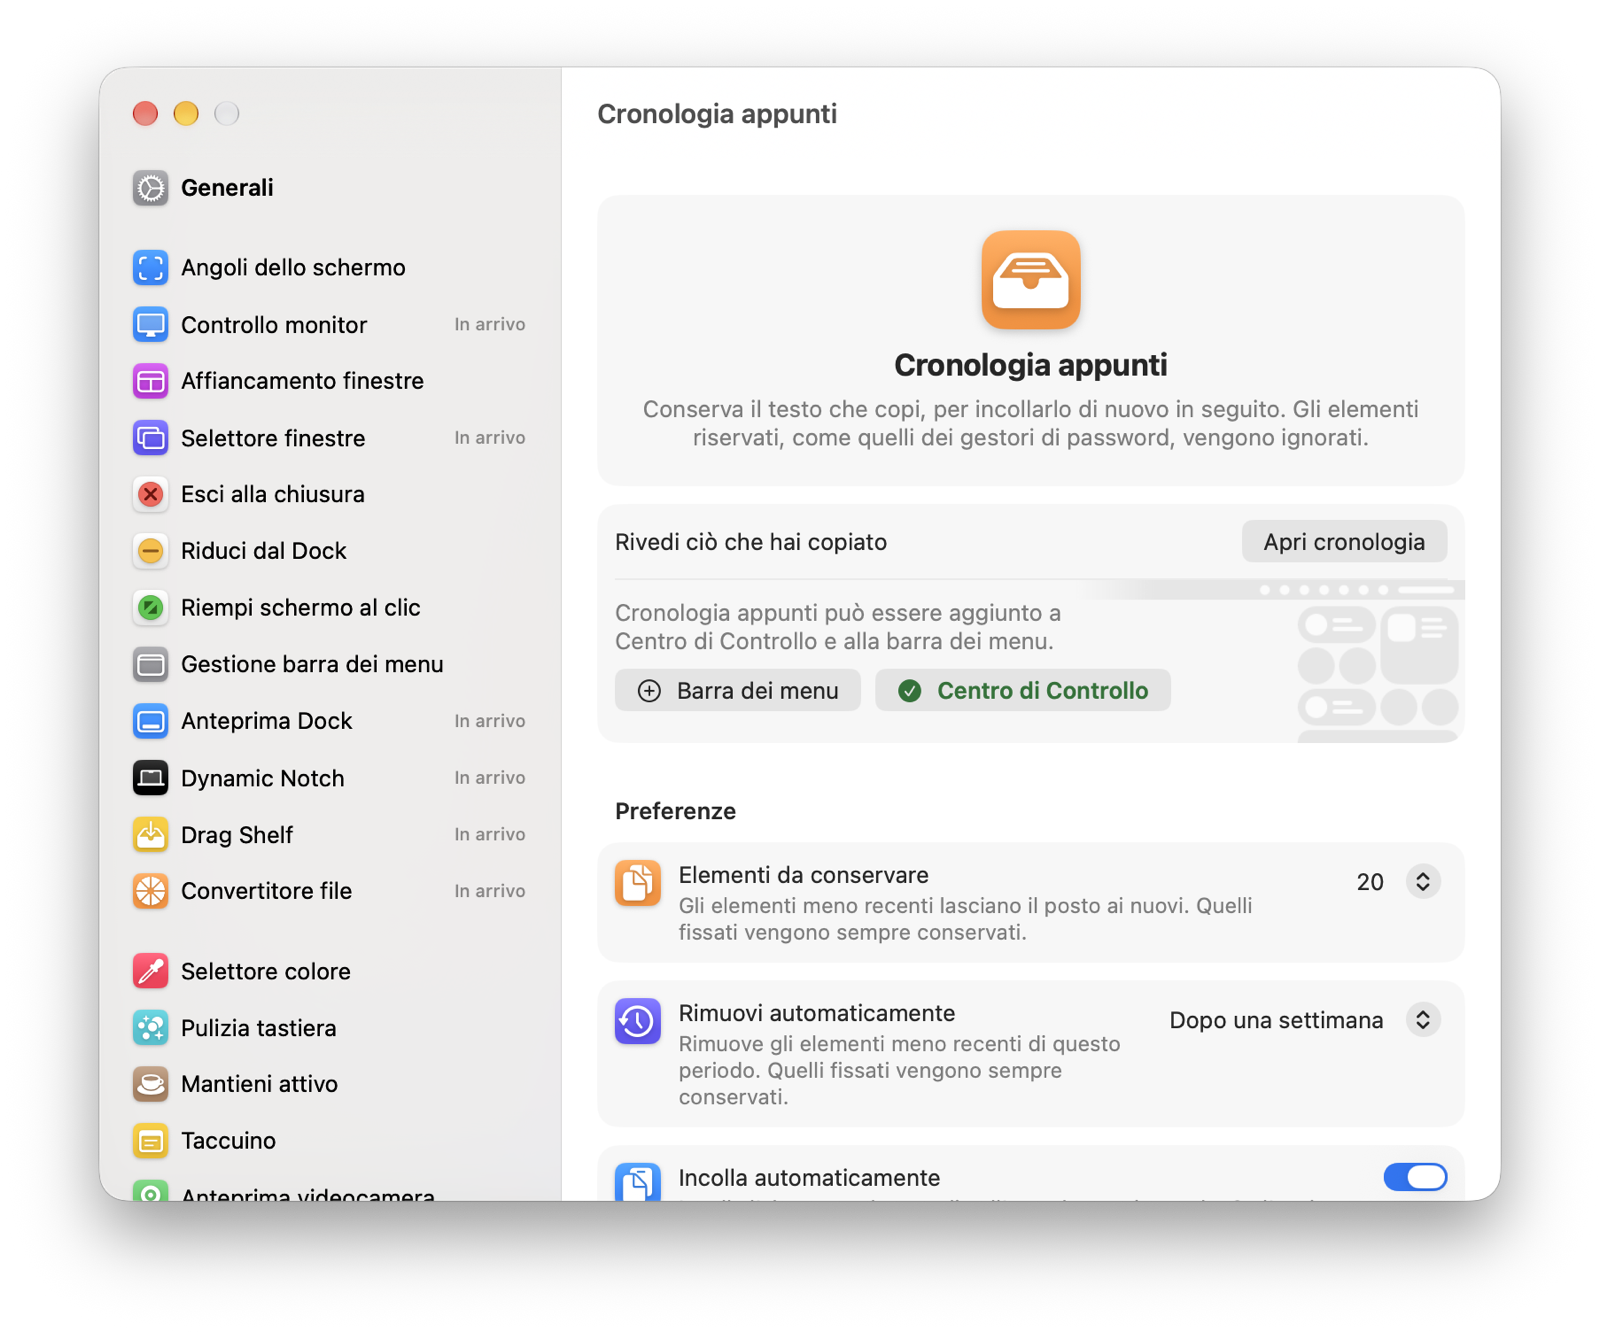 Cronologia appunti
Generali
Angoli dello schermo
Controllo monitor In arrivo
Affiancamento finestre
Selettore finestre In arrivo
Esci alla chiusura
Riduci dal Dock
Riempi schermo al clic
Gestione barra dei menu
Anteprima Dock In arrivo
Dynamic Notch In arrivo
Drag Shelf In arrivo
Convertitore file In arrivo
Selettore colore
Pulizia tastiera
Mantieni attivo
Taccuino
Anteprima videocamera
Cronologia appunti
Conserva il testo che copi, per incollarlo di nuovo in seguito. Gli elementi
riservati, come quelli dei gestori di password, vengono ignorati.
Rivedi ciò che hai copiato
Apri cronologia
Cronologia appunti può essere aggiunto a
Centro di Controllo e alla barra dei menu.
Barra dei menu
Centro di Controllo
Preferenze
Elementi da conservare
20
Gli elementi meno recenti lasciano il posto ai nuovi. Quelli
fissati vengono sempre conservati.
Rimuovi automaticamente
Dopo una settimana
Rimuove gli elementi meno recenti di questo
periodo. Quelli fissati vengono sempre
conservati.
Incolla automaticamente